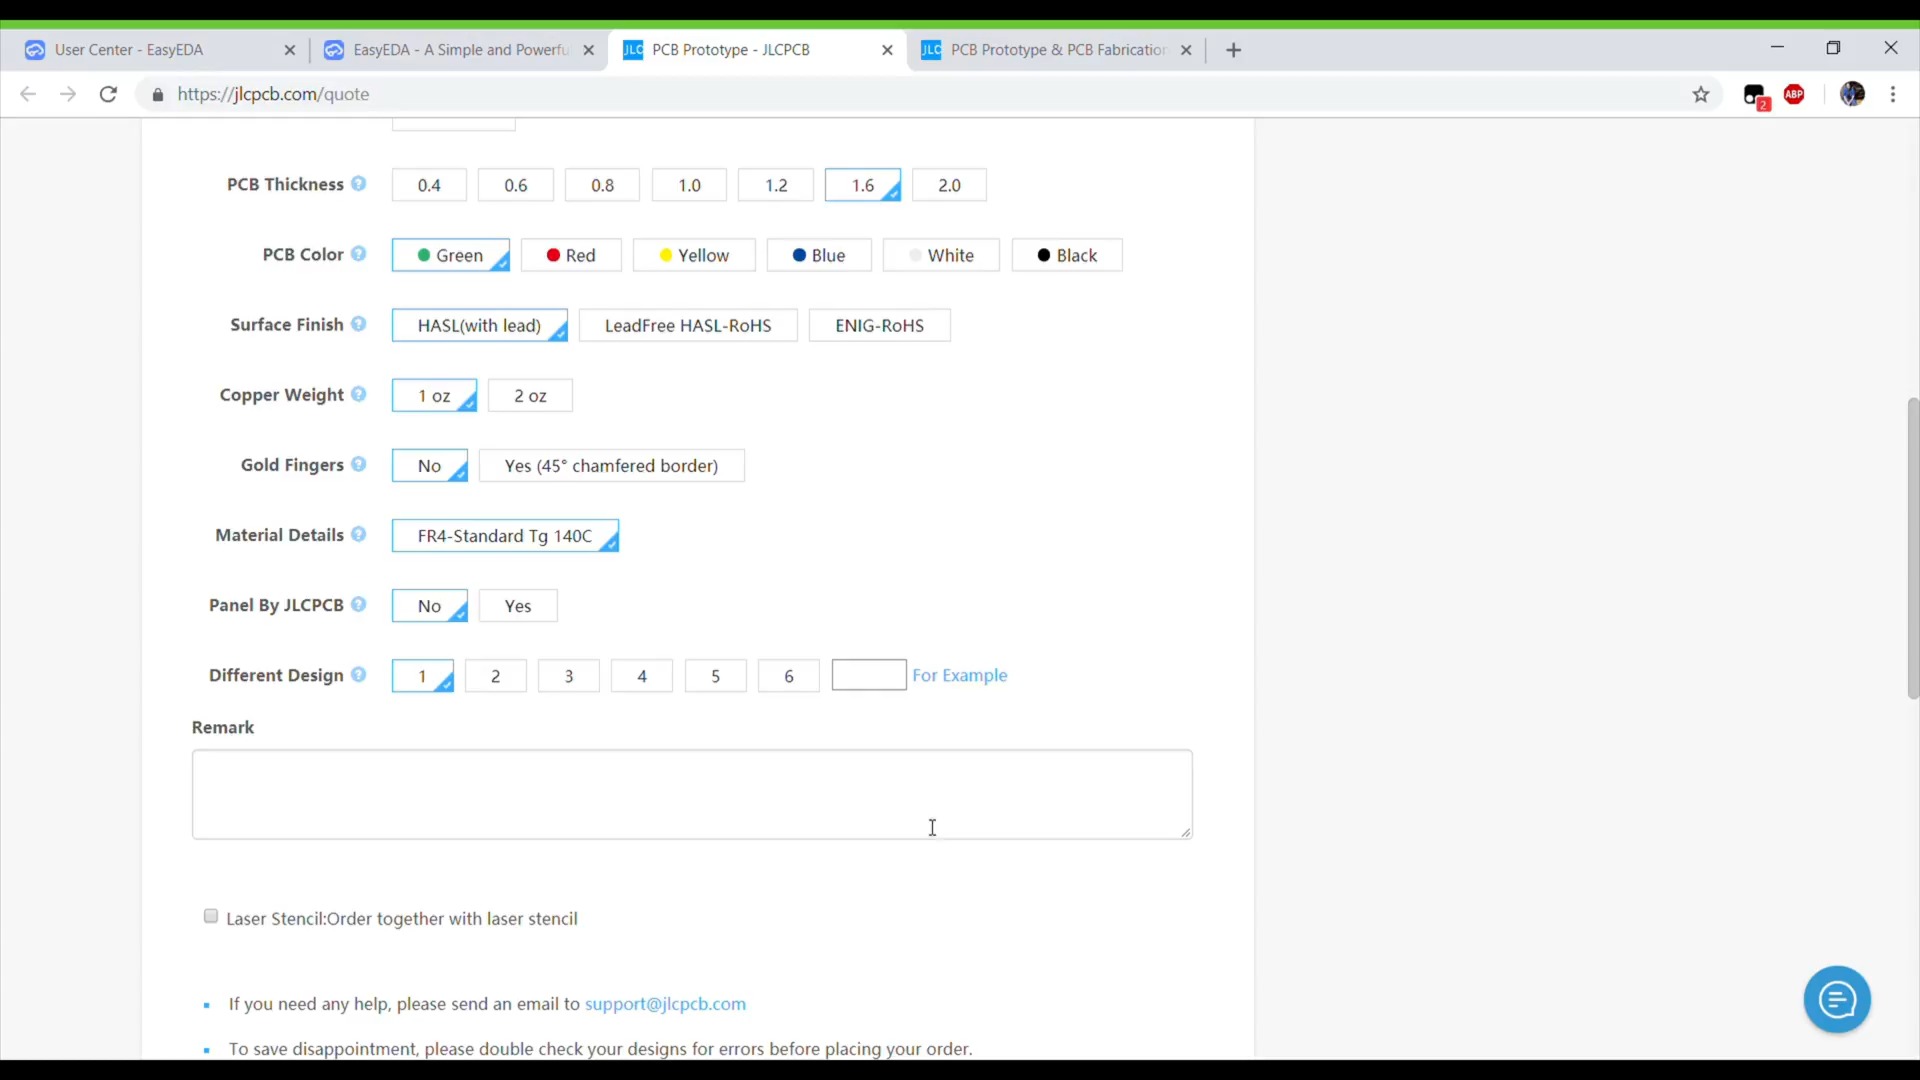 User Center - EasyEDA
EasyEDA - A Simple and Powerfu
JLC PCB Prototype - JLCPCB
JLC PCB Prototype & PCB Fabrication
https://jlcpcb.com/quote
2
ABP
PCB Thickness ? 0.4 0.6 0.8 1.0 1.2 1.6 2.0
PCB Color ? Green Red Yellow Blue White Black
Surface Finish ? HASL(with lead) LeadFree HASL-RoHS ENIG-RoHS
Copper Weight ? 1 oz 2 oz
Gold Fingers ? No Yes (45° chamfered border)
Material Details ? FR4-Standard Tg 140C
Panel By JLCPCB ? No Yes
Different Design ? 1 2 3 4 5 6 For Example
Remark
Laser Stencil:Order together with laser stencil
If you need any help, please send an email to support@jlcpcb.com
To save disappointment, please double check your designs for errors before placing your order.